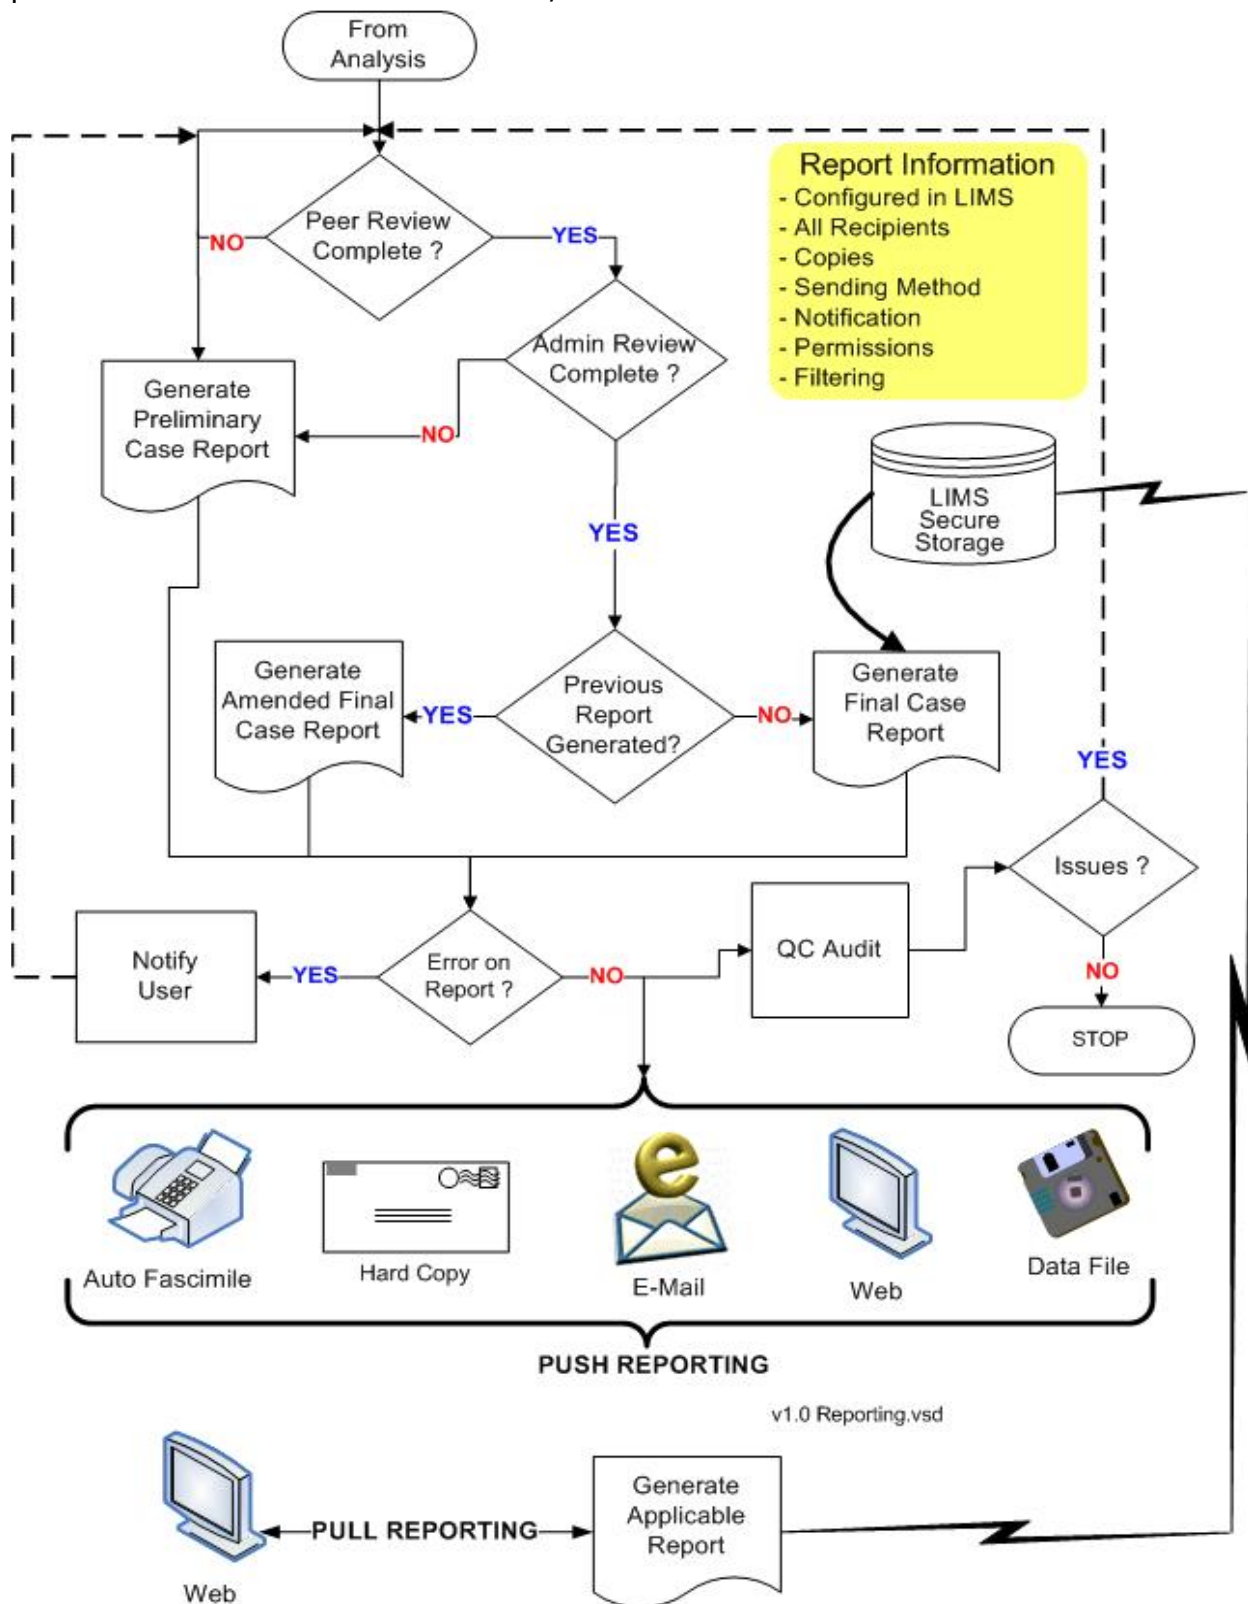 From
Analysis
Peer Review
Complete ?
NO
YES
Report Information
- Configured in LIMS
- All Recipients
- Copies
- Sending Method
- Notification
- Permissions
- Filtering
Admin Review
Complete ?
Generate
Preliminary
Case Report
NO
YES
LIMS
Secure
Storage
Generate
Amended Final
Case Report
YES
Previous
Report
Generated?
NO
Generate
Final Case
Report
YES
Issues ?
Notify
User
YES
Error on
Report ?
NO
QC Audit
NO
STOP
Auto Fascimile
Hard Copy
E-Mail
Web
Data File
PUSH REPORTING
v1.0 Reporting.vsd
Web
PULL REPORTING
Generate
Applicable
Report